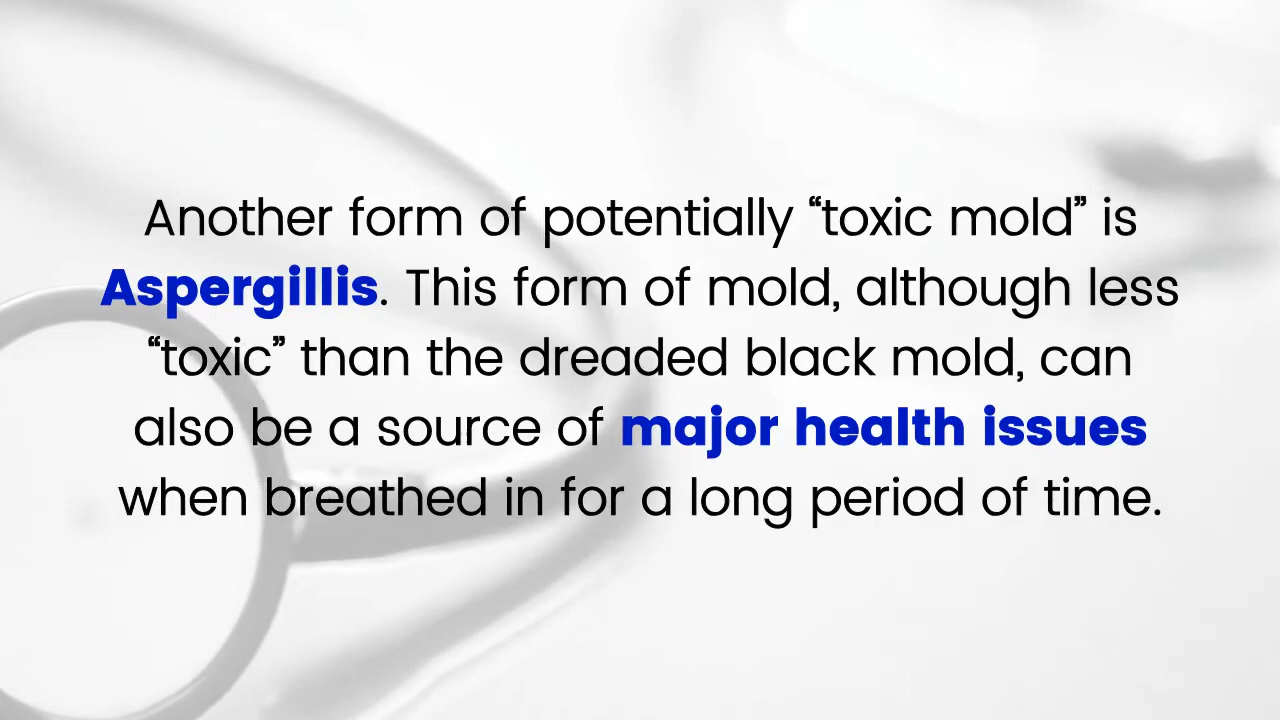 Another form of potentially “toxic mold” is
Aspergillis. This form of mold, although less
“toxic” than the dreaded black mold, can
also be a source of major health issues
when breathed in for a long period of time.